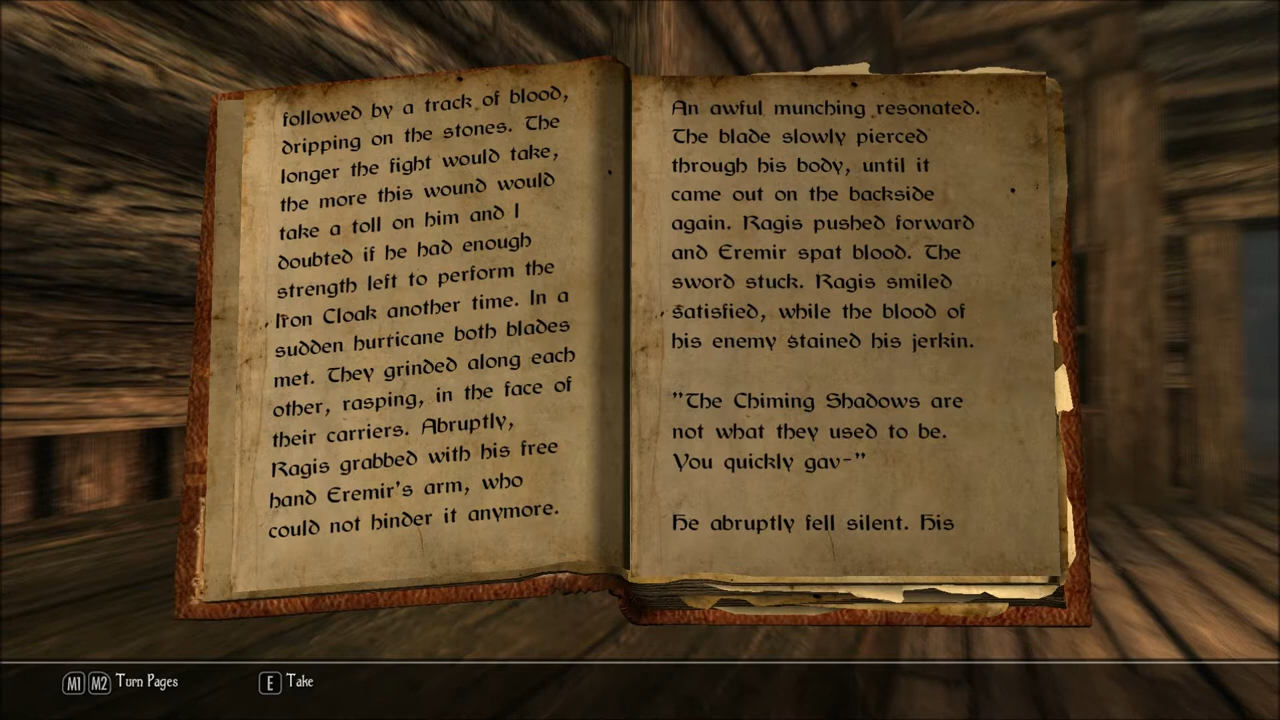 followed by a track of blood,
dripping on the stones. The
longer the fight would take,
the more this wound would
take a toll on him and I
doubted if he had enough
strength left to perform the
Iron Cloak another time. In a
sudden hurricane both blades
met. They grinded along each
other, rasping, in the face of
their carriers. Abruptly,
Ragis grabbed with his free
hand Eremir's arm, who
could not hinder it anymore.
An awful munching resonated.
The blade slowly pierced
through his body, until it
came out on the backside
again. Ragis pushed forward
and Eremir spat blood. The
sword stuck. Ragis smiled
satisfied, while the blood of
his enemy stained his jerkin.
"The Chiming Shadows are
not what they used to be.
You quickly gav-"
He abruptly fell silent. His
M1 M2 Turn Pages
E Take